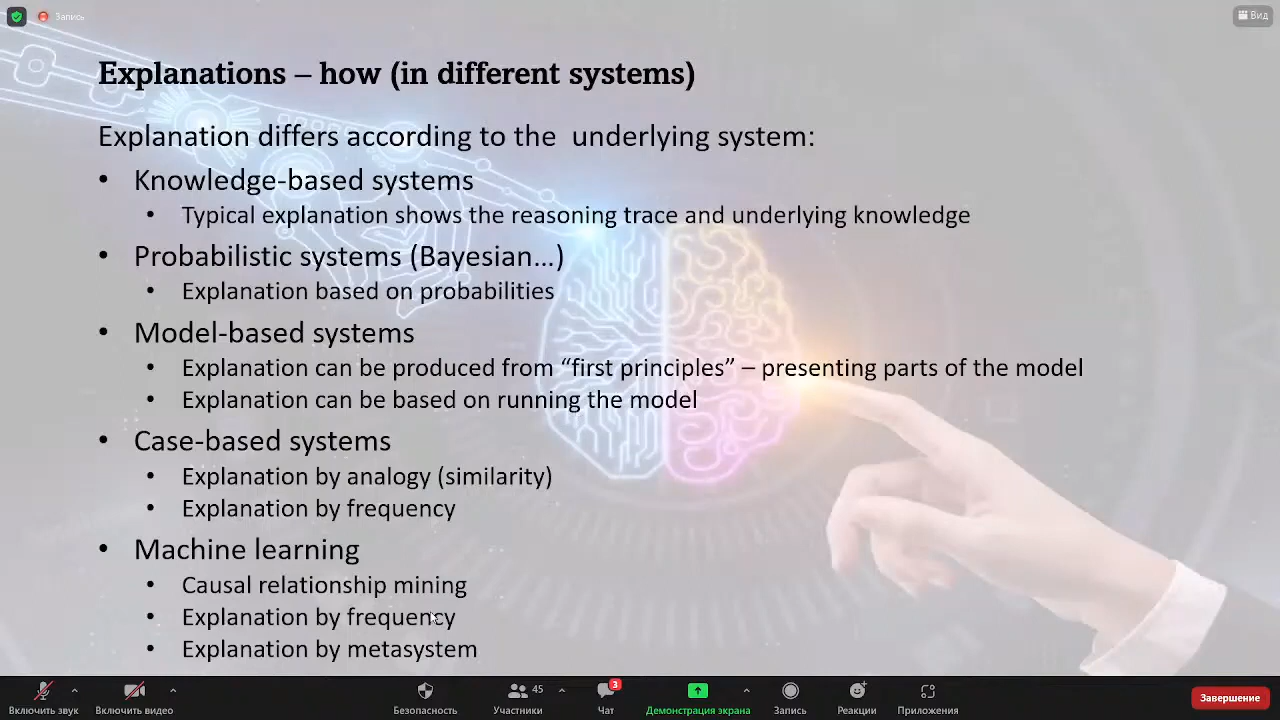 Запись
Вид
Explanations – how (in different systems)
Explanation differs according to the underlying system:
• Knowledge-based systems
• Typical explanation shows the reasoning trace and underlying knowledge
• Probabilistic systems (Bayesian...)
• Explanation based on probabilities
• Model-based systems
• Explanation can be produced from “first principles” – presenting parts of the model
• Explanation can be based on running the model
• Case-based systems
• Explanation by analogy (similarity)
• Explanation by frequency
• Machine learning
• Causal relationship mining
• Explanation by frequency
• Explanation by metasystem
Включить звук
Включить видео
Безопасность
45
Участники
3
Чат
Демонстрация экрана
Запись
Реакции
Приложения
Завершение